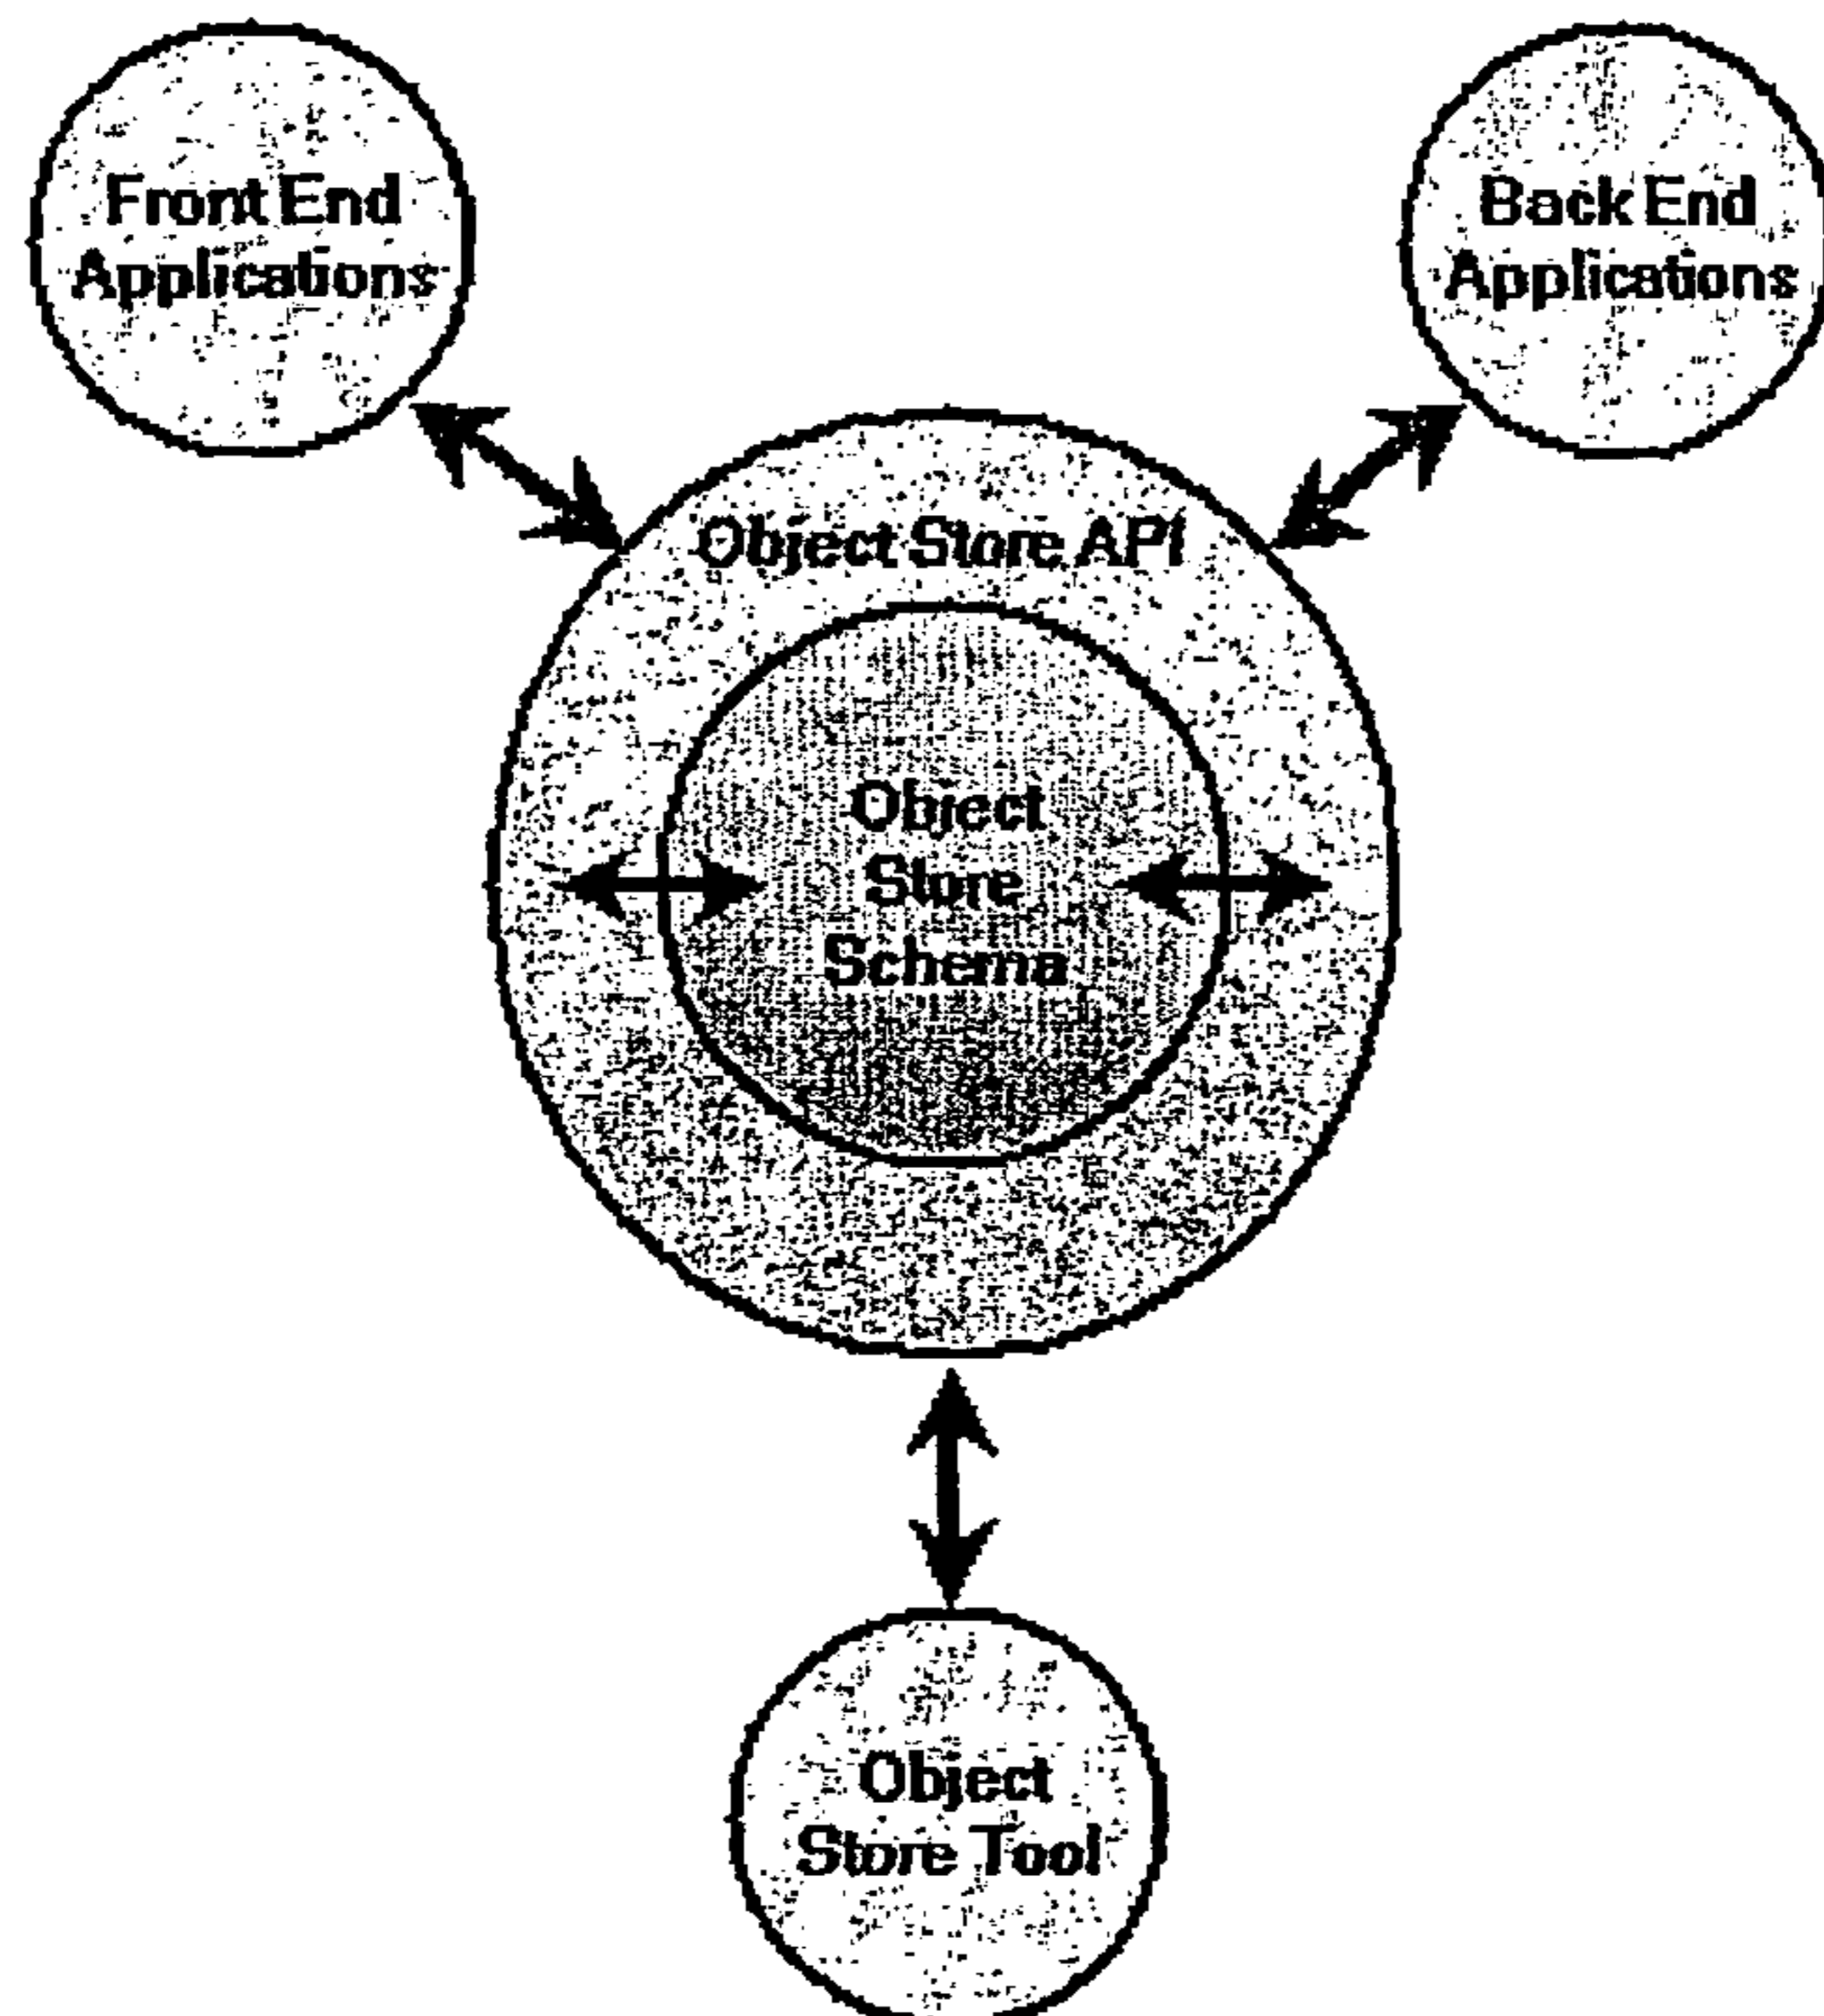 Front End
Applications
Back End
Applications
Object Store API
Object
Store
Schema
Object
Store Tool